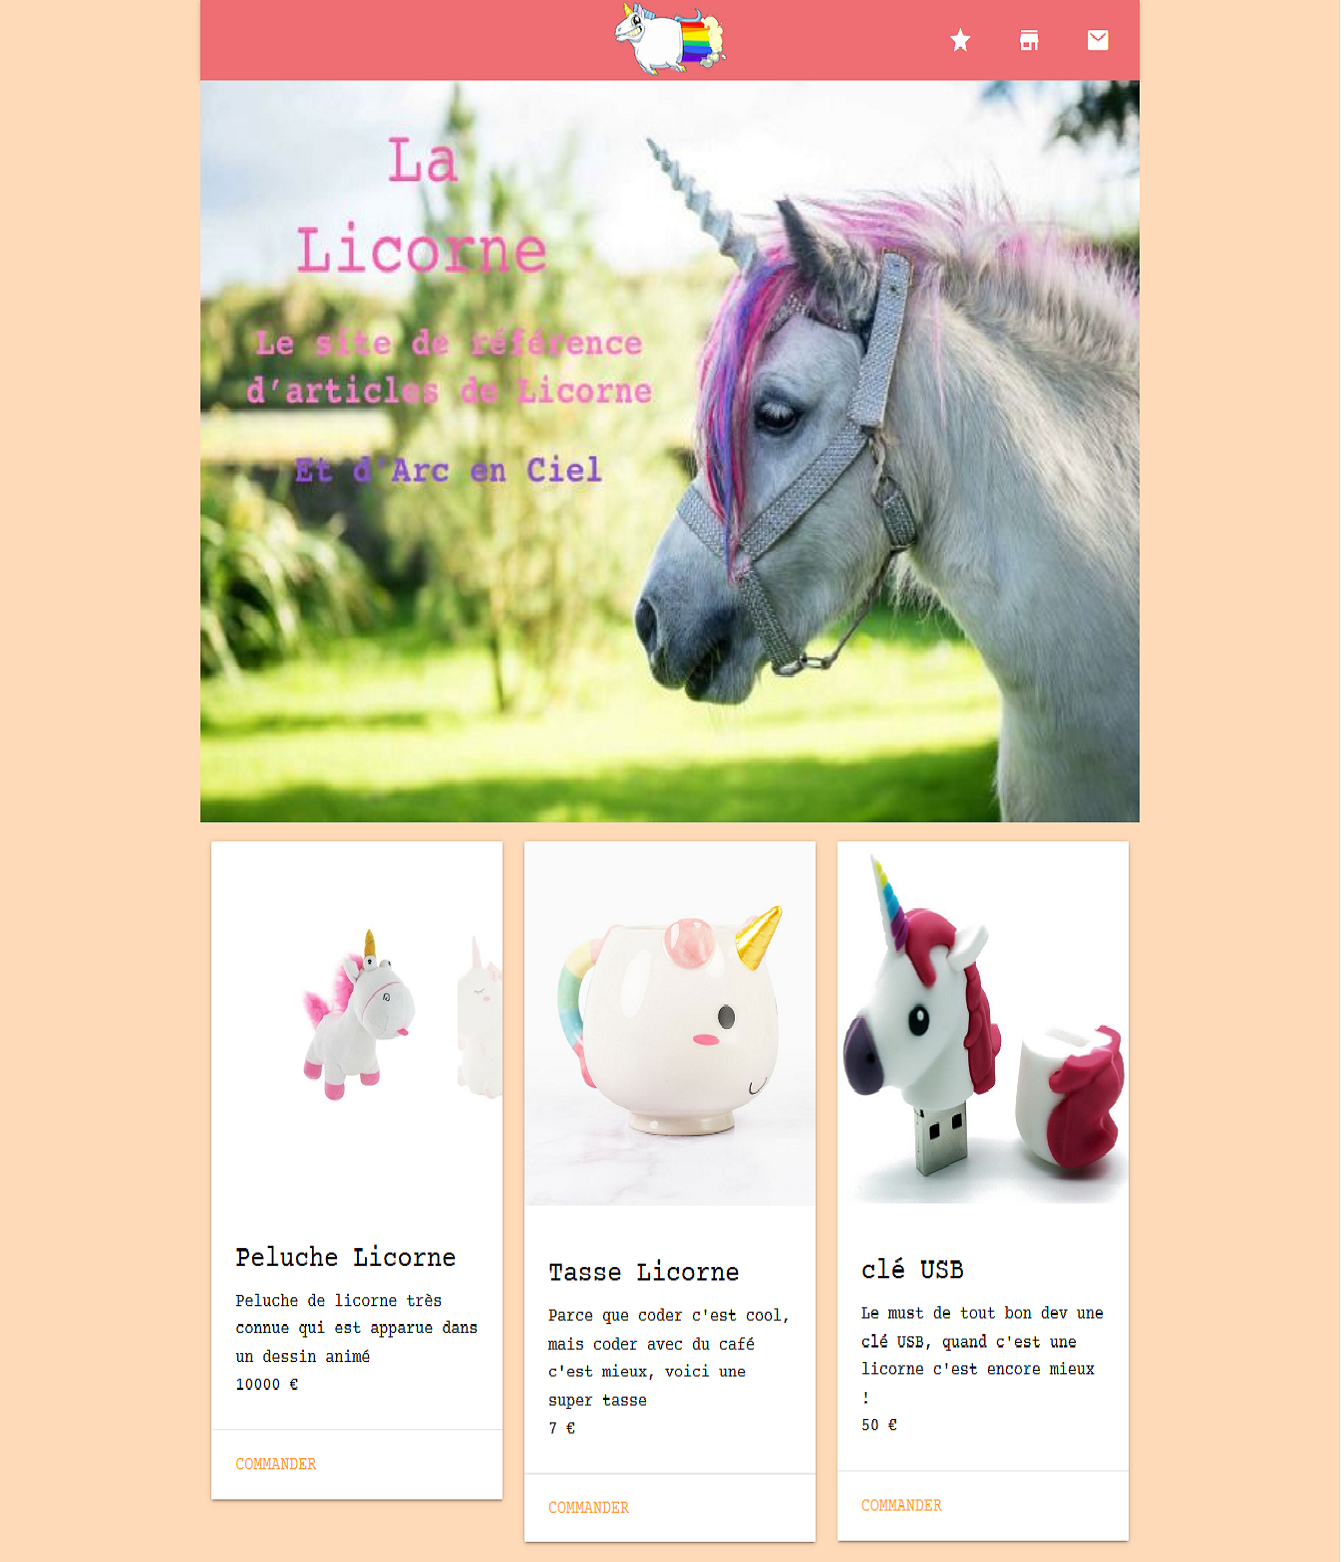 La
Licorne
Le site de référence
d’articles de Licorne
Et d'Arc en Ciel
Peluche Licorne
Peluche de licorne très
connue qui est apparue dans
un dessin animé
10000 €
COMMANDER
Tasse Licorne
Parce que coder c'est cool,
mais coder avec du café
c'est mieux, voici une
super tasse
7 €
COMMANDER
clé USB
Le must de tout bon dev une
clé USB, quand c'est une
licorne c'est encore mieux
!
50 €
COMMANDER